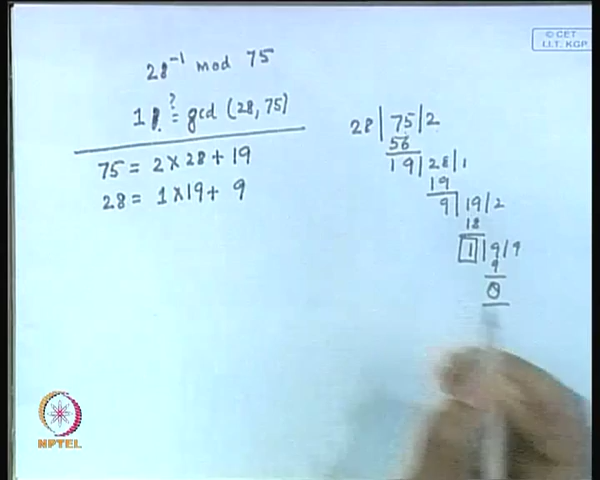 28⁻¹ mod 75
1 ?= gcd (28, 75)
75 = 2 × 28 + 19
28 = 1 × 19 + 9
28 | 75 | 2
56
19 | 28 | 1
19
9 | 19 | 2
18
1 | 9 | 9
9
0
© CET
I.I.T. KGP
NPTEL